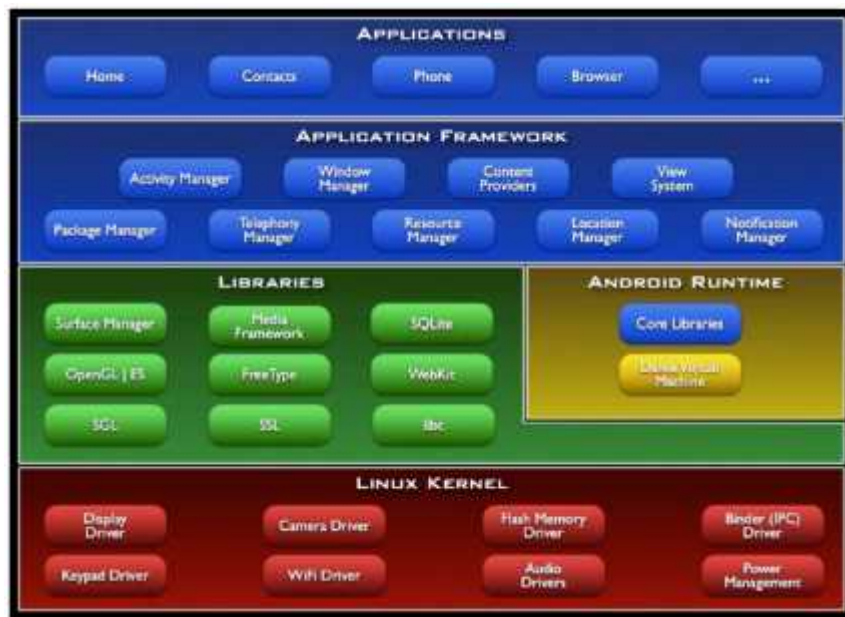 APPLICATIONS
Home Contacts Phone Browser ...
APPLICATION FRAMEWORK
Activity Manager Window Manager Content Providers View System
Package Manager Telephony Manager Resource Manager Location Manager Notification Manager
LIBRARIES
Surface Manager Media Framework SQLite
OpenGL | ES FreeType WebKit
SGL SSL libc
ANDROID RUNTIME
Core Libraries
Dalvik Virtual Machine
LINUX KERNEL
Display Driver Camera Driver Flash Memory Driver Binder (IPC) Driver
Keypad Driver WiFi Driver Audio Drivers Power Management